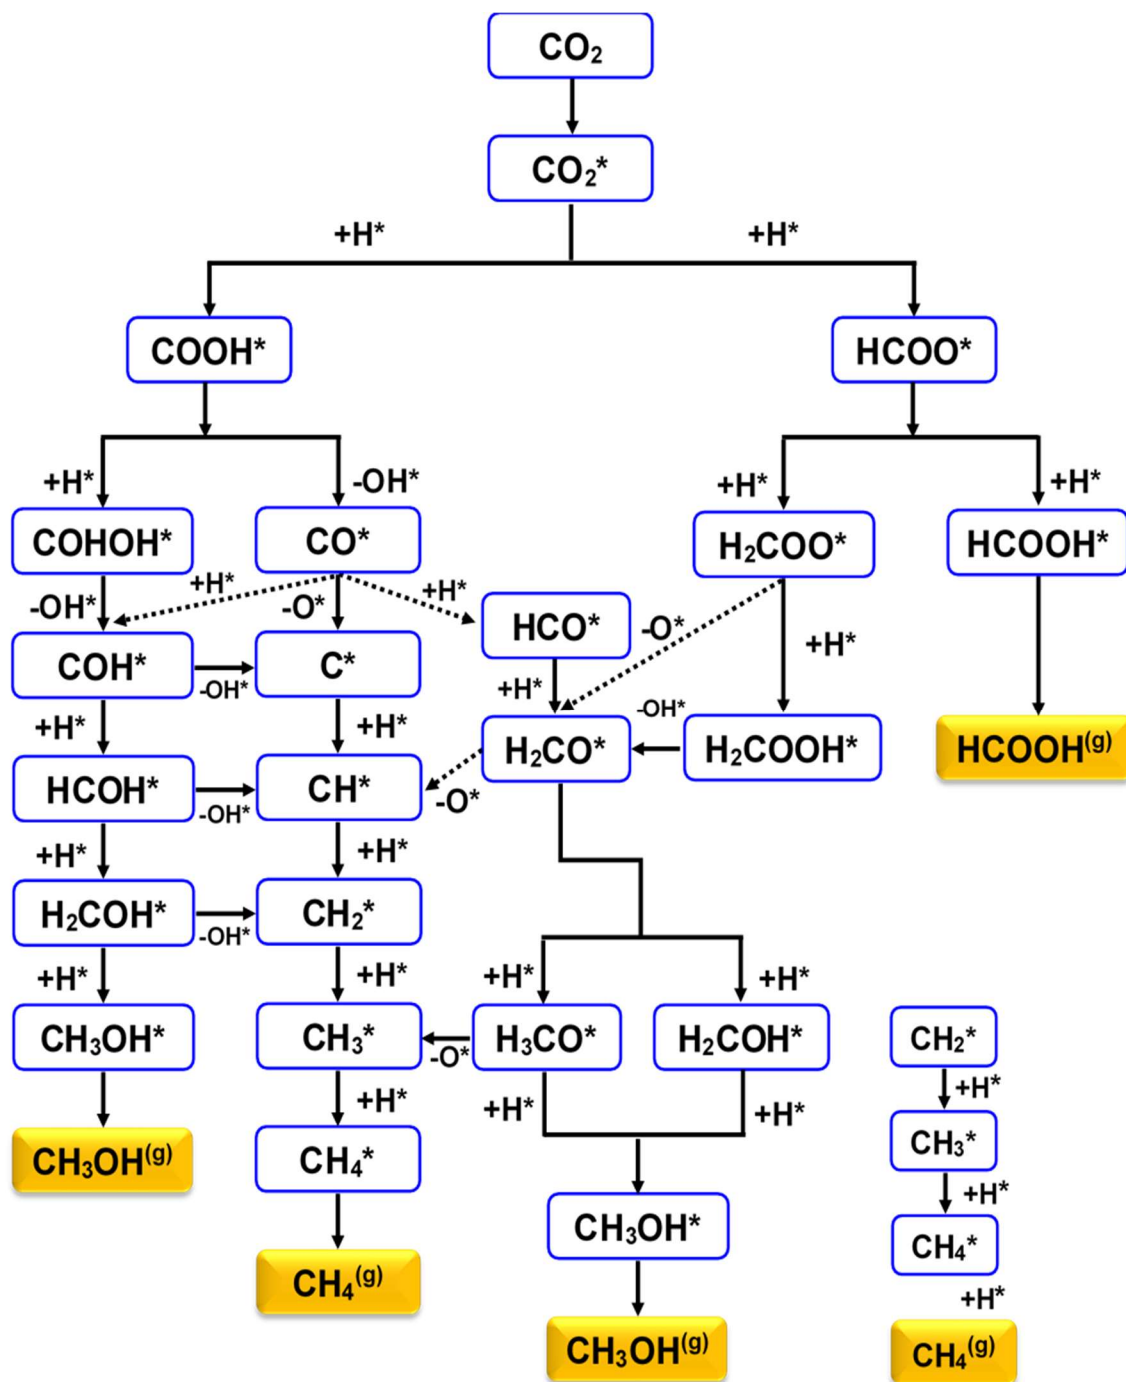 CO₂
CO₂*
+H* +H*
COOH* HCOO*
+H* -OH* +H* +H*
COHOH* CO* H₂COO* HCOOH*
-OH* +H* -O* +H* HCO* -O* +H*
COH* -OH* C* +H* -OH*
+H* +H* H₂CO* H₂COOH* HCOOH(g)
HCOH* -OH* CH* -O*
+H* +H*
H₂COH* -OH* CH₂*
+H* +H* +H* +H*
CH₃OH* CH₃* -O* H₃CO* H₂COH* CH₂*
+H* +H* +H* +H*
CH₃OH(g) CH₄* CH₃*
+H*
CH₃OH* CH₄*
CH₄(g) +H*
CH₃OH(g) CH₄(g)